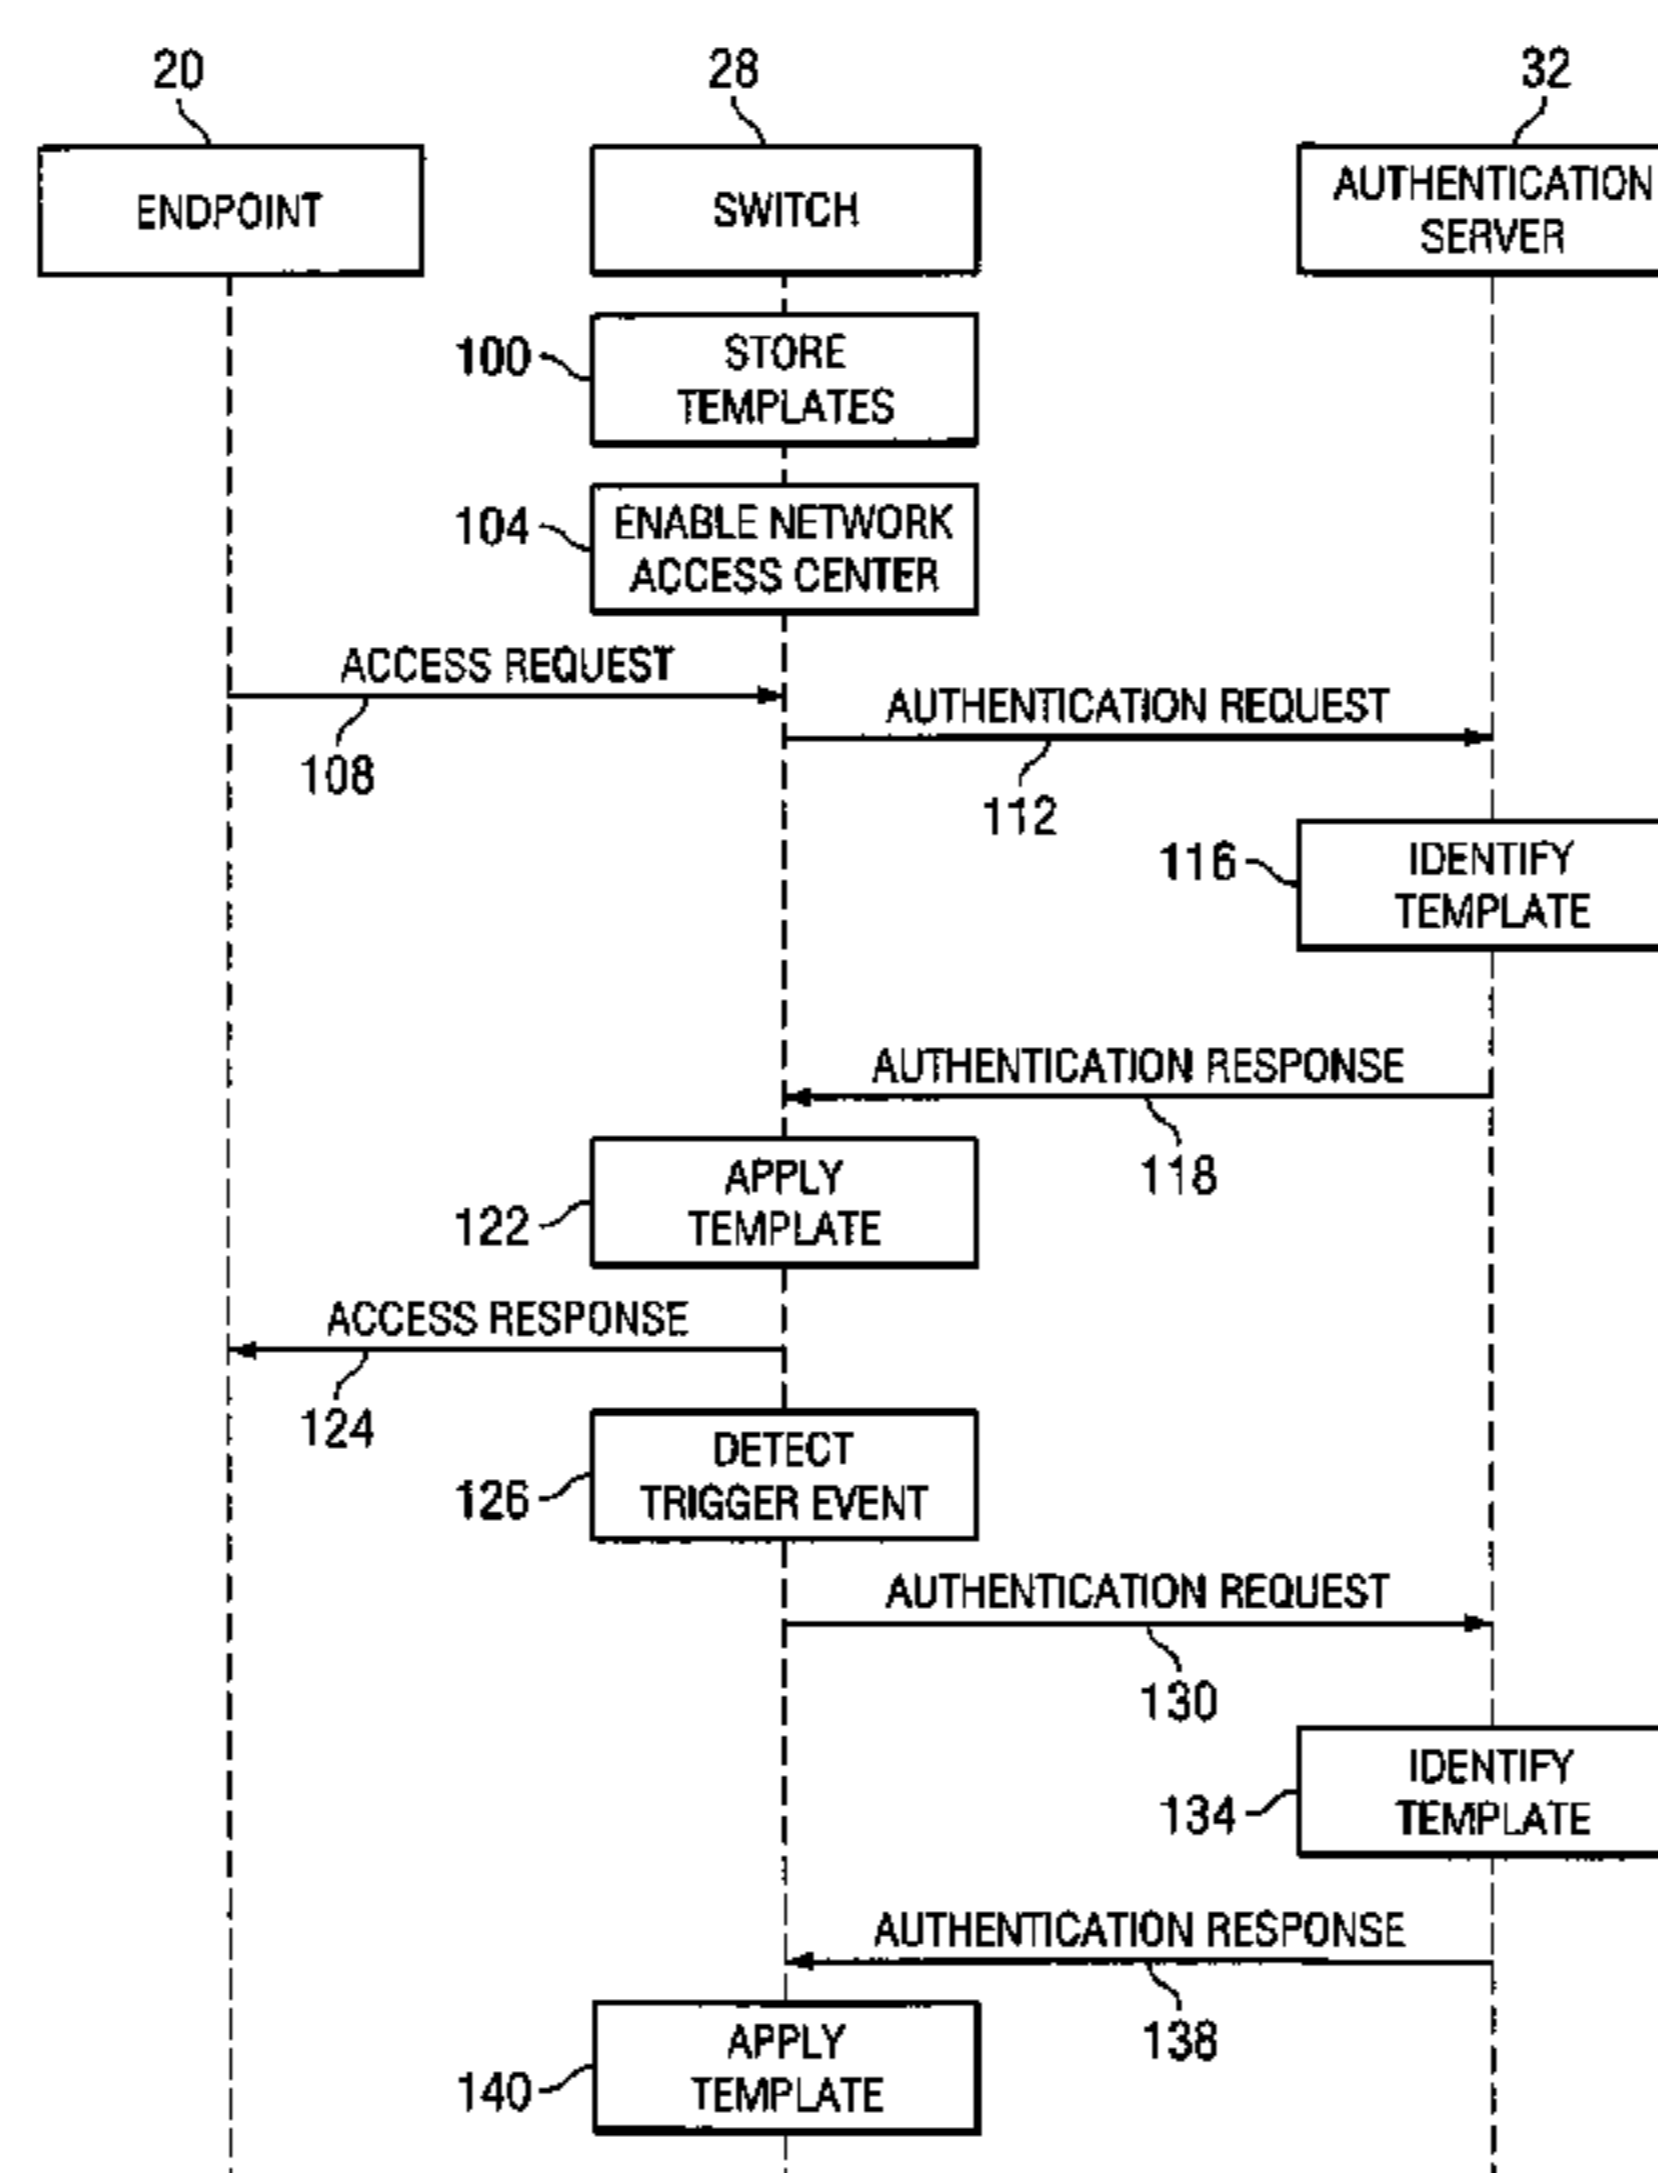 20
28
32
ENDPOINT
SWITCH
AUTHENTICATION
SERVER
100
STORE
TEMPLATES
104
ENABLE NETWORK
ACCESS CENTER
ACCESS REQUEST
108
AUTHENTICATION REQUEST
112
116
IDENTIFY
TEMPLATE
AUTHENTICATION RESPONSE
118
122
APPLY
TEMPLATE
ACCESS RESPONSE
124
126
DETECT
TRIGGER EVENT
AUTHENTICATION REQUEST
130
134
IDENTIFY
TEMPLATE
AUTHENTICATION RESPONSE
138
140
APPLY
TEMPLATE